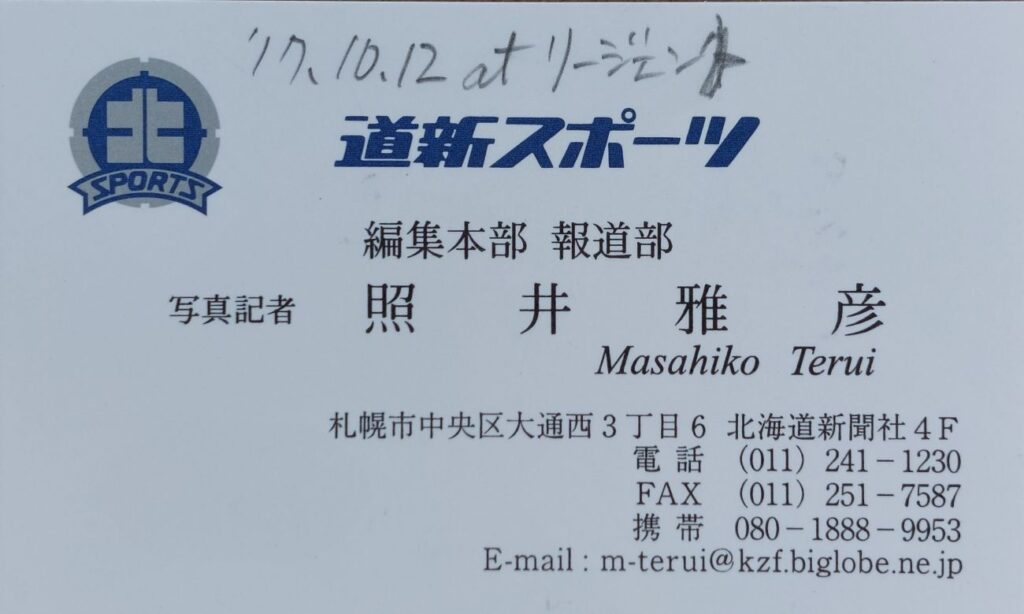 '17.10.12 at リージェント
北
SPORTS
道新スポーツ
編集本部 報道部
写真記者 照井雅彦
Masahiko Terui
札幌市中央区大通西3丁目6 北海道新聞社4F
電話 (011) 241-1230
FAX (011) 251-7587
携帯 080-1888-9953
E-mail : m-terui@kzf.biglobe.ne.jp